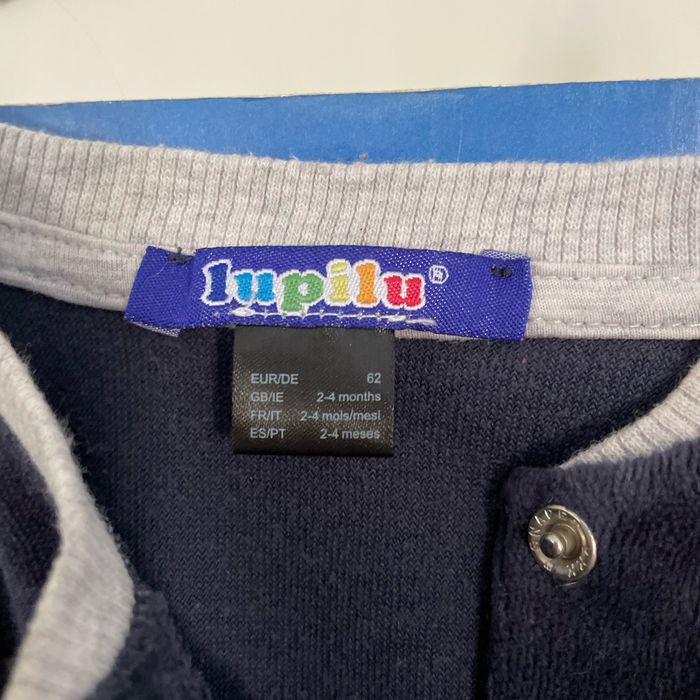 lupilu®
EUR/DE 62
GB/IE 2-4 months
FR/IT 2-4 mois/mesi
ES/PT 2-4 meses